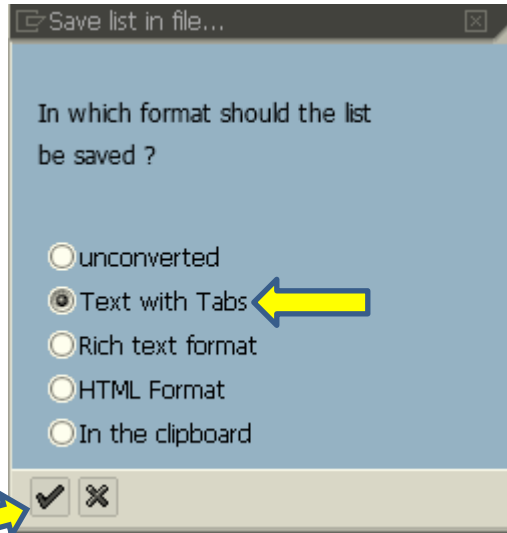 Save list in file...
In which format should the list
be saved ?
unconverted
Text with Tabs
Rich text format
HTML Format
In the clipboard